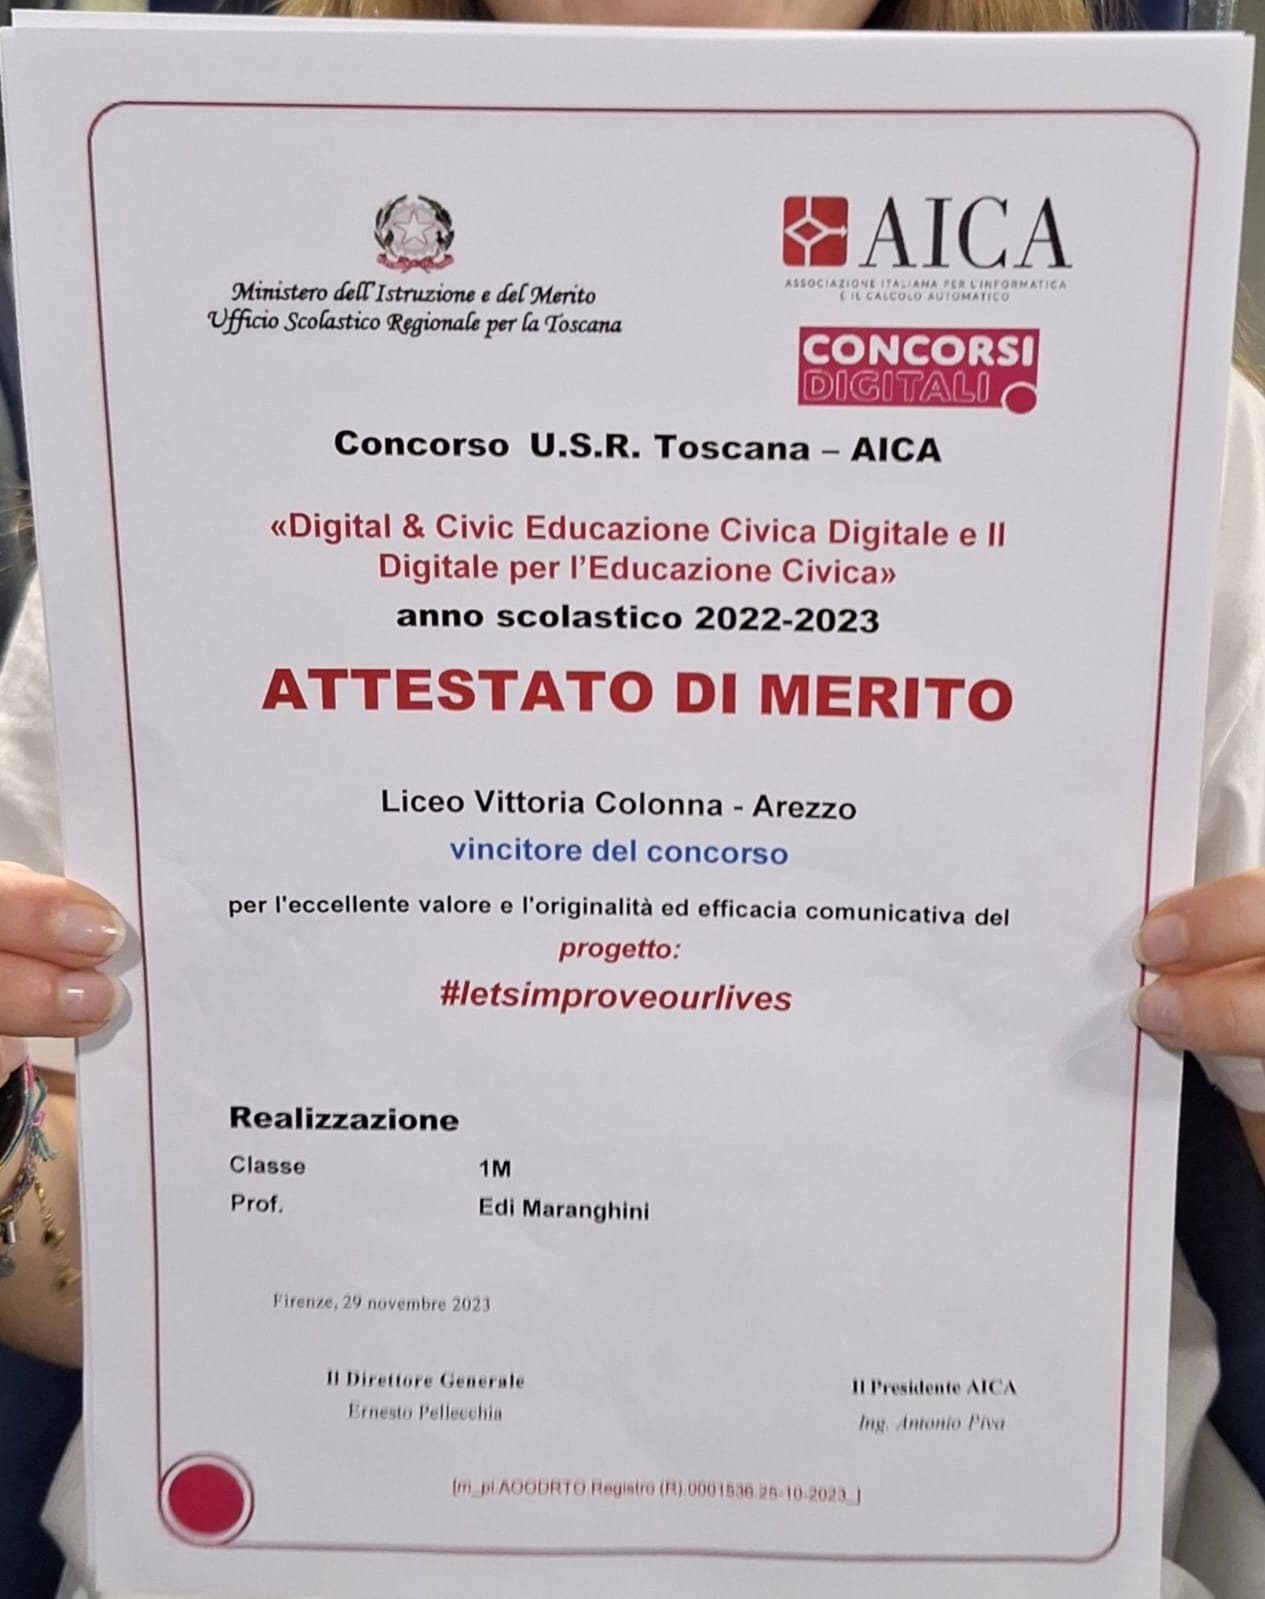 Ministero dell'Istruzione e del Merito
Ufficio Scolastico Regionale per la Toscana
AICA
ASSOCIAZIONE ITALIANA PER L'INFORMATICA
E IL CALCOLO AUTOMATICO
CONCORSI
DIGITALI
Concorso U.S.R. Toscana – AICA
«Digital & Civic Educazione Civica Digitale e Il
Digitale per l'Educazione Civica»
anno scolastico 2022-2023
ATTESTATO DI MERITO
Liceo Vittoria Colonna - Arezzo
vincitore del concorso
per l'eccellente valore e l'originalità ed efficacia comunicativa del
progetto:
#letsimproveourlives
Realizzazione
Classe 1M
Prof. Edi Maranghini
Firenze, 29 novembre 2023
Il Direttore Generale
Ernesto Pellecchia
Il Presidente AICA
Ing. Antonio Piva
[m_pi.AOODRTO.Registro (R).0001536.25-10-2023_]